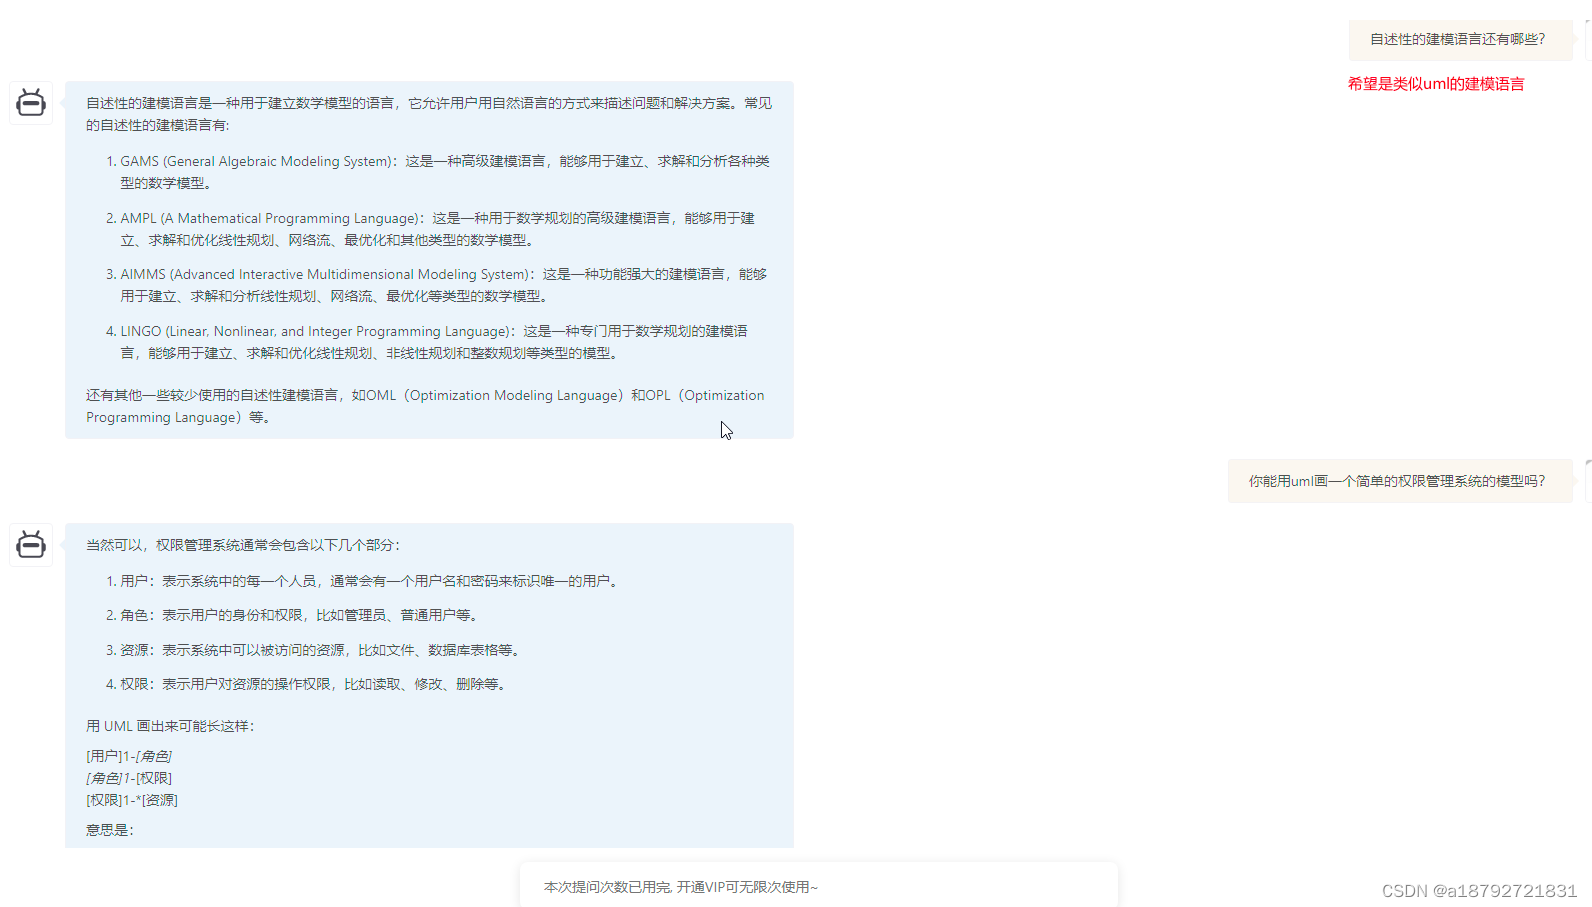 自述性的建模语言还有哪些?
希望是类似uml的建模语言
自述性的建模语言是一种用于建立数学模型的语言，它允许用户用自然语言的方式来描述问题和解决方案。常见
的自述性的建模语言有:
1. GAMS (General Algebraic Modeling System)：这是一种高级建模语言，能够用于建立、求解和分析各种类
型的数学模型。
2. AMPL (A Mathematical Programming Language)：这是一种用于数学规划的高级建模语言，能够用于建
立、求解和优化线性规划、网络流、最优化和其他类型的数学模型。
3. AIMMS (Advanced Interactive Multidimensional Modeling System)：这是一种功能强大的建模语言，能够
用于建立、求解和分析线性规划、网络流、最优化等类型的数学模型。
4. LINGO (Linear, Nonlinear, and Integer Programming Language)：这是一种专门用于数学规划的建模语
言，能够用于建立、求解和优化线性规划、非线性规划和整数规划等类型的模型。
还有其他一些较少使用的自述性建模语言，如OML（Optimization Modeling Language）和OPL（Optimization
Programming Language）等。
你能用uml画一个简单的权限管理系统的模型吗?
当然可以，权限管理系统通常会包含以下几个部分：
1. 用户：表示系统中的每一个人员，通常会有一个用户名和密码来标识唯一的用户。
2. 角色：表示用户的身份和权限，比如管理员、普通用户等。
3. 资源：表示系统中可以被访问的资源，比如文件、数据库表格等。
4. 权限：表示用户对资源的操作权限，比如读取、修改、删除等。
用 UML 画出来可能长这样：
[用户]1-[角色]
[角色]1-[权限]
[权限]1-*[资源]
意思是：
本次提问次数已用完, 开通VIP可无限次使用~
CSDN @a18792721831